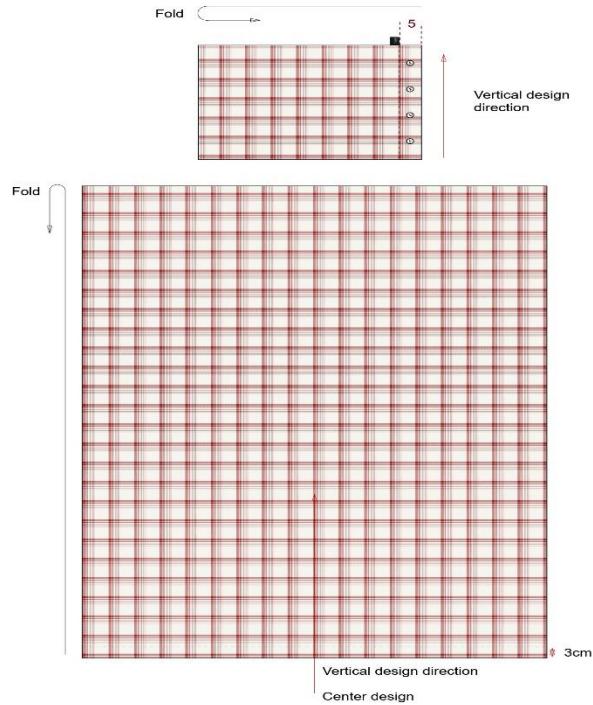 Fold
5
Vertical design
direction
Fold
3cm
Vertical design direction
Center design